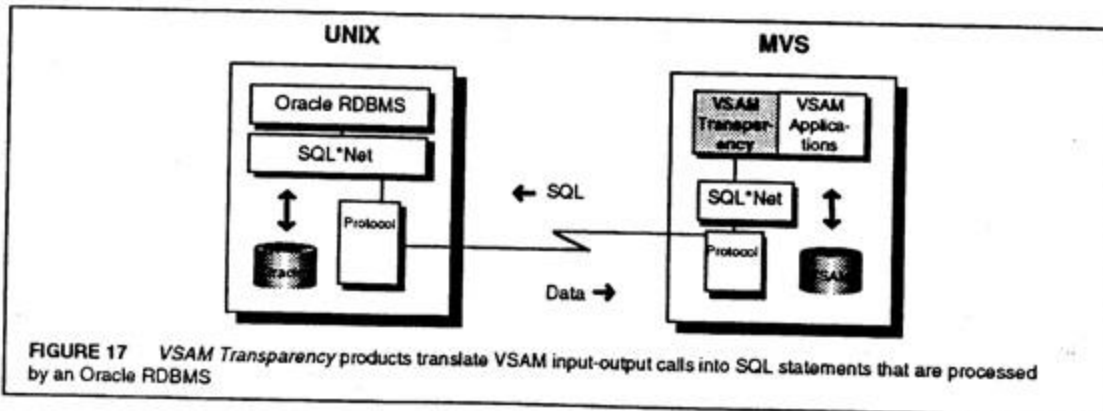 UNIX
MVS
Oracle RDBMS
SQL*Net
Protocol
Oracle
VSAM
Transpar-
ency
VSAM
Applica-
tions
SQL*Net
Protocol
VSAM
← SQL
Data →
FIGURE 17 VSAM Transparency products translate VSAM input-output calls into SQL statements that are processed
by an Oracle RDBMS